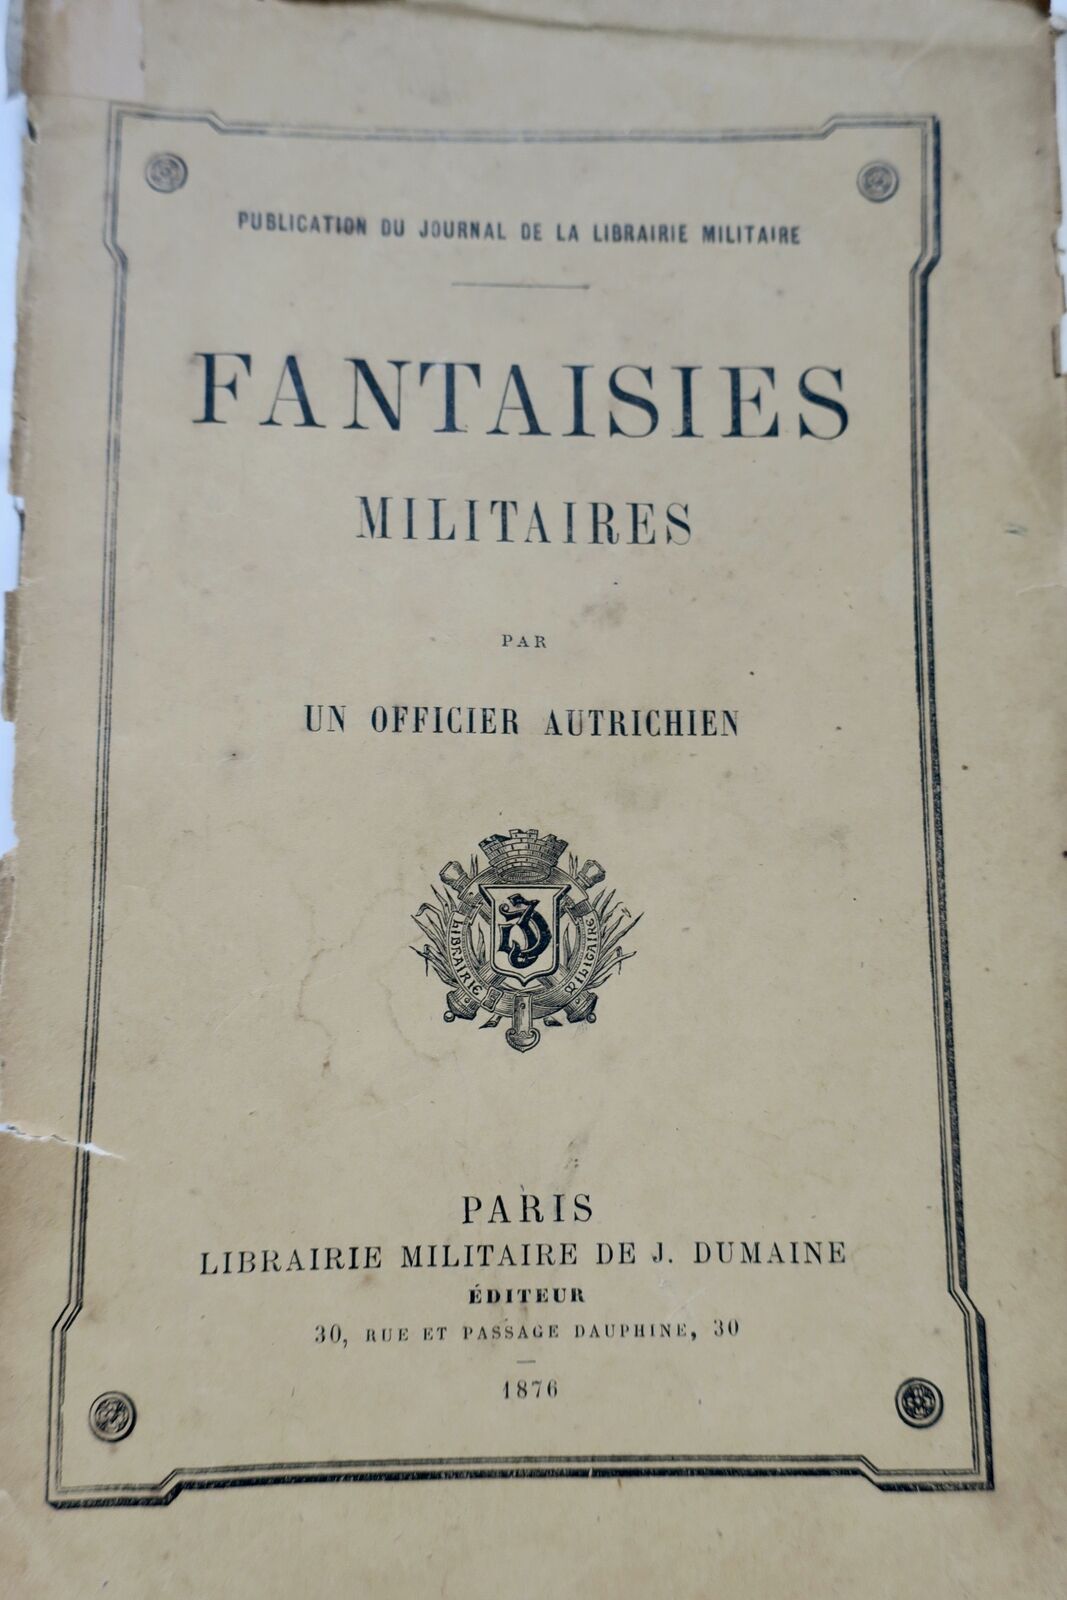 PUBLICATION DU JOURNAL DE LA LIBRAIRIE MILITAIRE
FANTAISIES
MILITAIRES
PAR
UN OFFICIER AUTRICHIEN
LIBRAIRIE MILITAIRE
JD
PARIS
LIBRAIRIE MILITAIRE DE J. DUMAINE
ÉDITEUR
30, RUE ET PASSAGE DAUPHINE, 30
1876